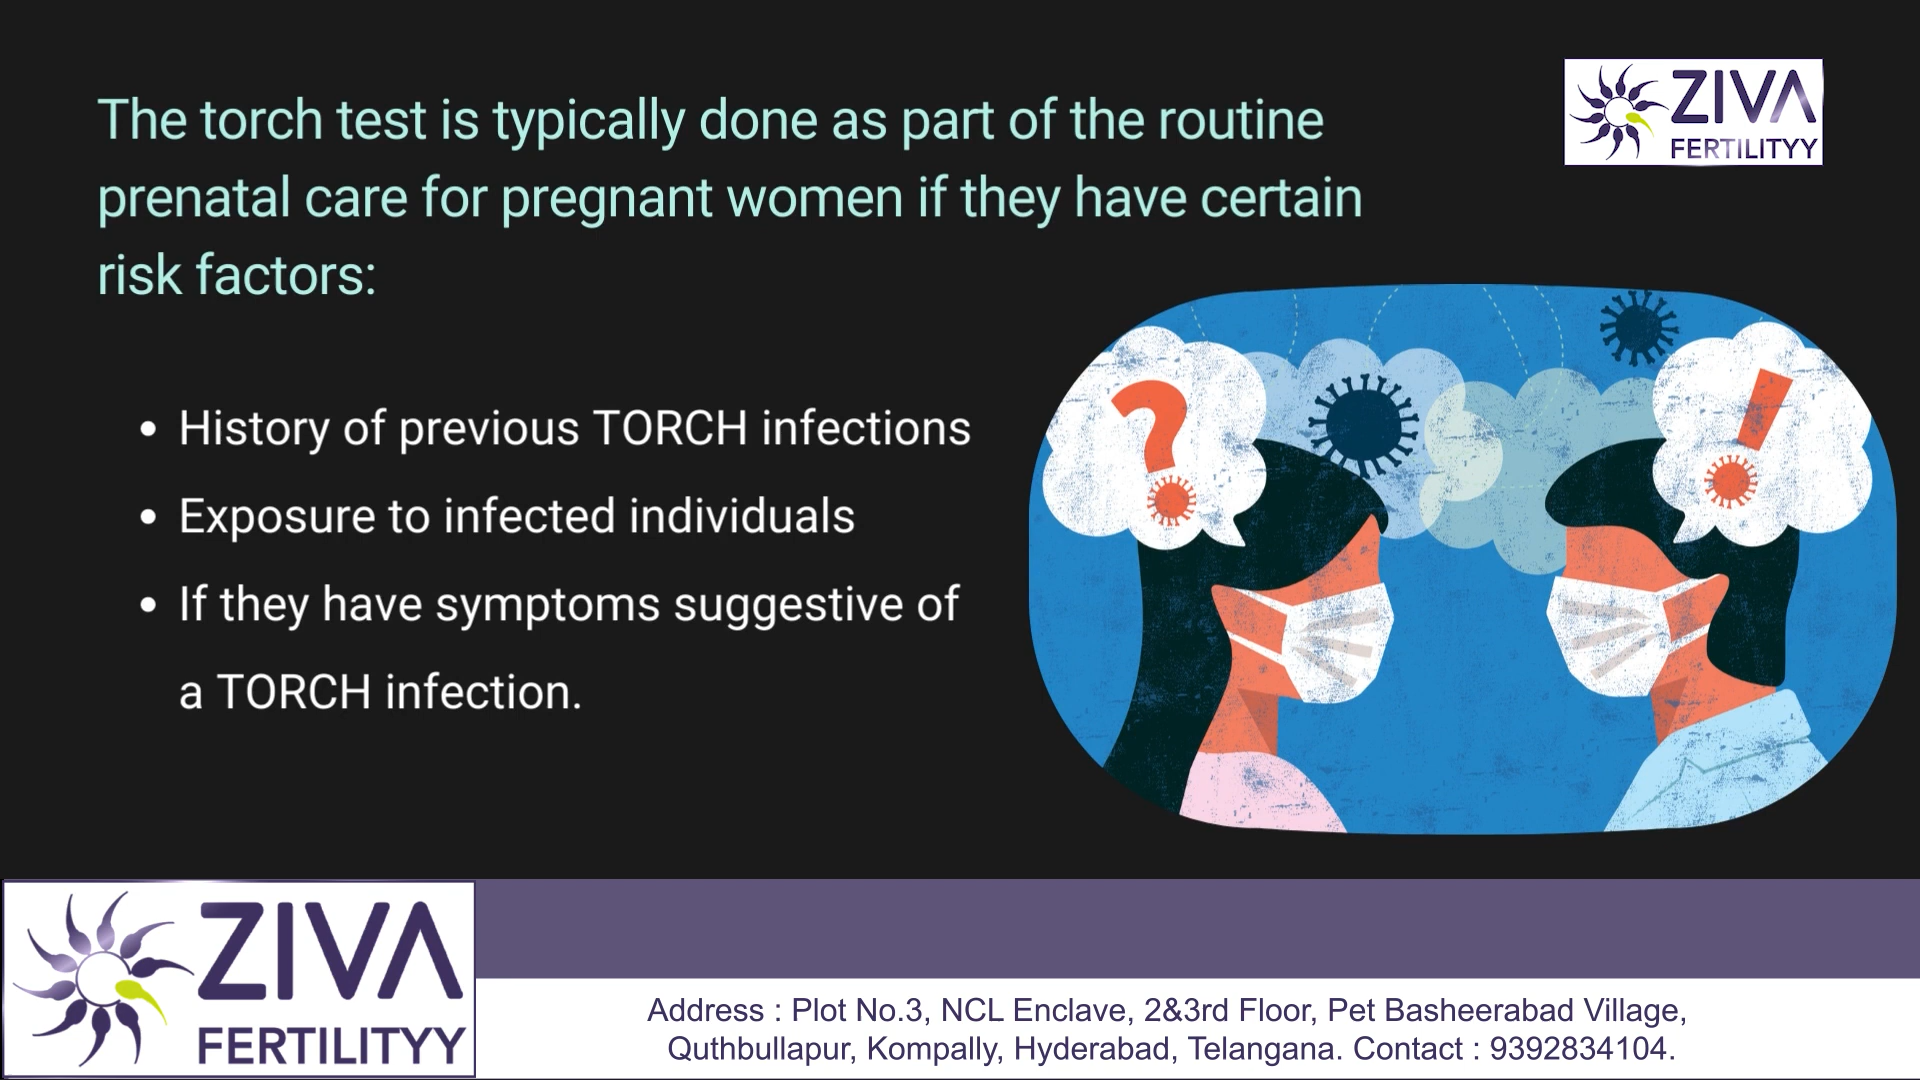 The torch test is typically done as part of the routine
prenatal care for pregnant women if they have certain
risk factors:
ZIVA
FERTILITYY
• History of previous TORCH infections
• Exposure to infected individuals
• If they have symptoms suggestive of
a TORCH infection.
?
!
ZIVA
FERTILITYY
Address : Plot No.3, NCL Enclave, 2&3rd Floor, Pet Basheerabad Village,
Quthbullapur, Kompally, Hyderabad, Telangana. Contact : 9392834104.